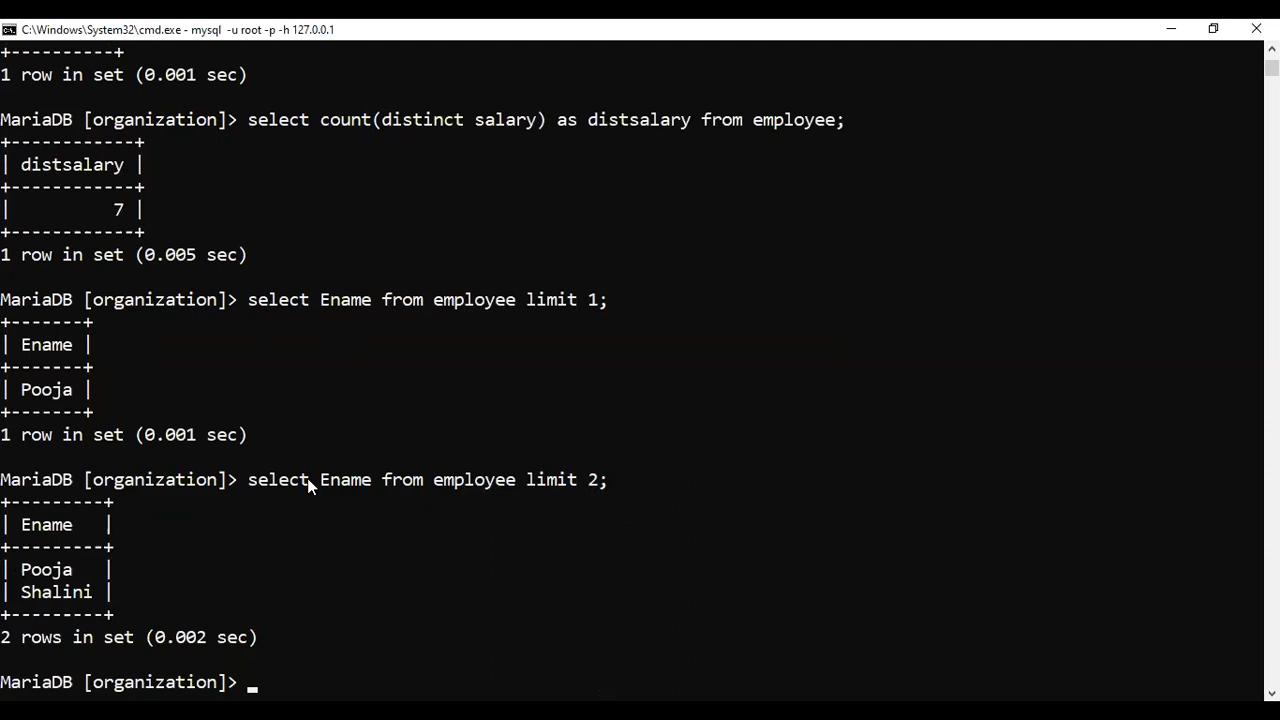 C:\Windows\System32\cmd.exe - mysql -u root -p -h 127.0.0.1
+----------+
1 row in set (0.001 sec)
MariaDB [organization]> select count(distinct salary) as distsalary from employee;
+------------+
| distsalary |
+------------+
|          7 |
+------------+
1 row in set (0.005 sec)
MariaDB [organization]> select Ename from employee limit 1;
+-------+
| Ename |
+-------+
| Pooja |
+-------+
1 row in set (0.001 sec)
MariaDB [organization]> select Ename from employee limit 2;
+---------+
| Ename   |
+---------+
| Pooja   |
| Shalini |
+---------+
2 rows in set (0.002 sec)
MariaDB [organization]>